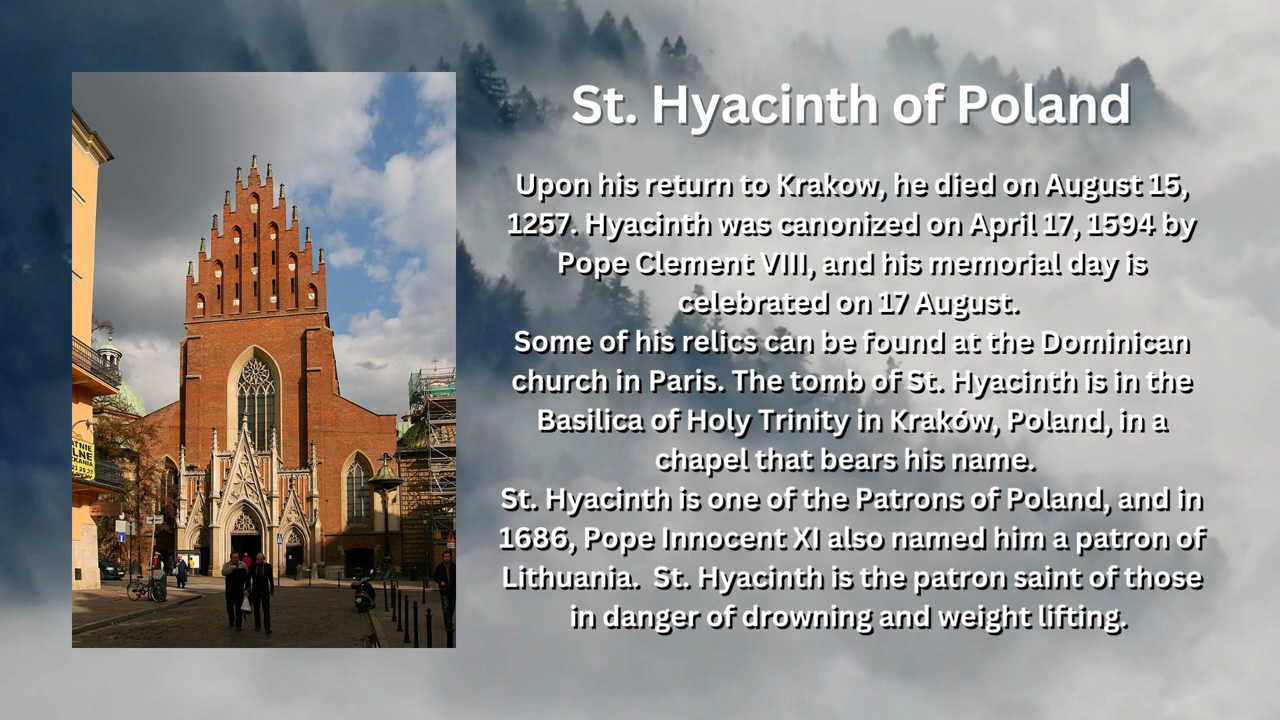 St. Hyacinth of Poland
Upon his return to Krakow, he died on August 15,
1257. Hyacinth was canonized on April 17, 1594 by
Pope Clement VIII, and his memorial day is
celebrated on 17 August.
Some of his relics can be found at the Dominican
church in Paris. The tomb of St. Hyacinth is in the
Basilica of Holy Trinity in Kraków, Poland, in a
chapel that bears his name.
St. Hyacinth is one of the Patrons of Poland, and in
1686, Pope Innocent XI also named him a patron of
Lithuania.  St. Hyacinth is the patron saint of those
in danger of drowning and weight lifting.